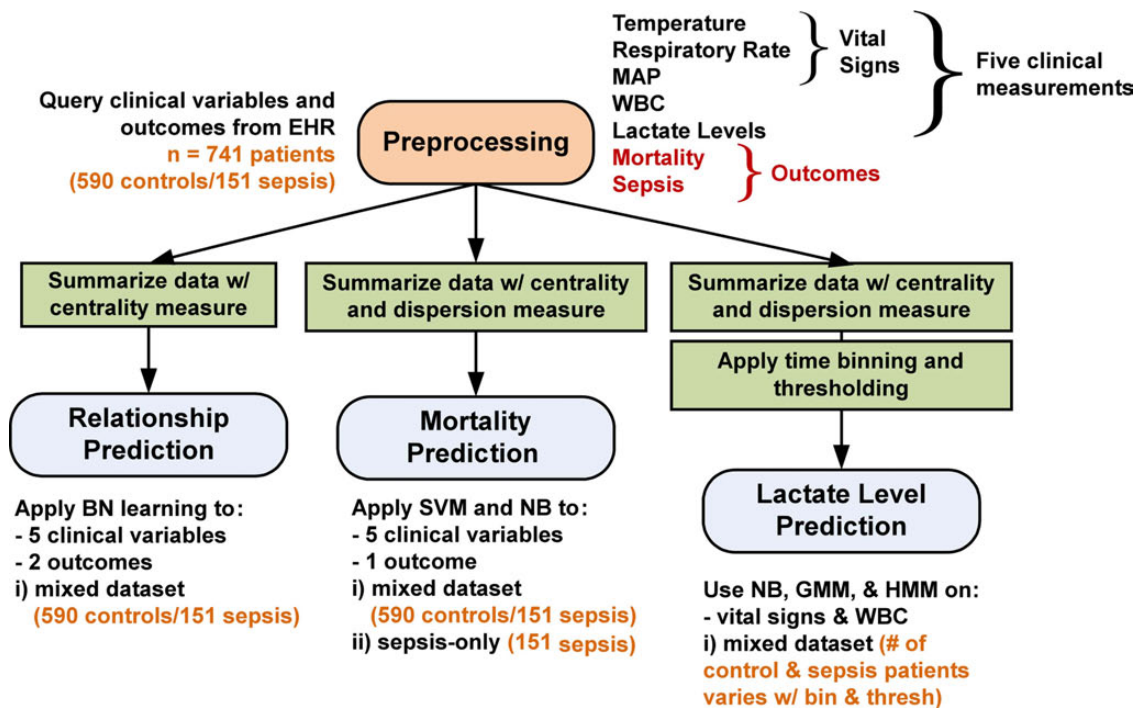 Temperature
Respiratory Rate
MAP
WBC
Lactate Levels
Mortality
Sepsis
Vital
Signs
Five clinical
measurements
Outcomes
Query clinical variables and
outcomes from EHR
n = 741 patients
(590 controls/151 sepsis)
Preprocessing
Summarize data w/
centrality measure
Relationship
Prediction
Apply BN learning to:
- 5 clinical variables
- 2 outcomes
i) mixed dataset
(590 controls/151 sepsis)
Summarize data w/ centrality
and dispersion measure
Mortality
Prediction
Apply SVM and NB to:
- 5 clinical variables
- 1 outcome
i) mixed dataset
(590 controls/151 sepsis)
ii) sepsis-only (151 sepsis)
Summarize data w/ centrality
and dispersion measure
Apply time binning and
thresholding
Lactate Level
Prediction
Use NB, GMM, & HMM on:
- vital signs & WBC
i) mixed dataset (# of
control & sepsis patients
varies w/ bin & thresh)